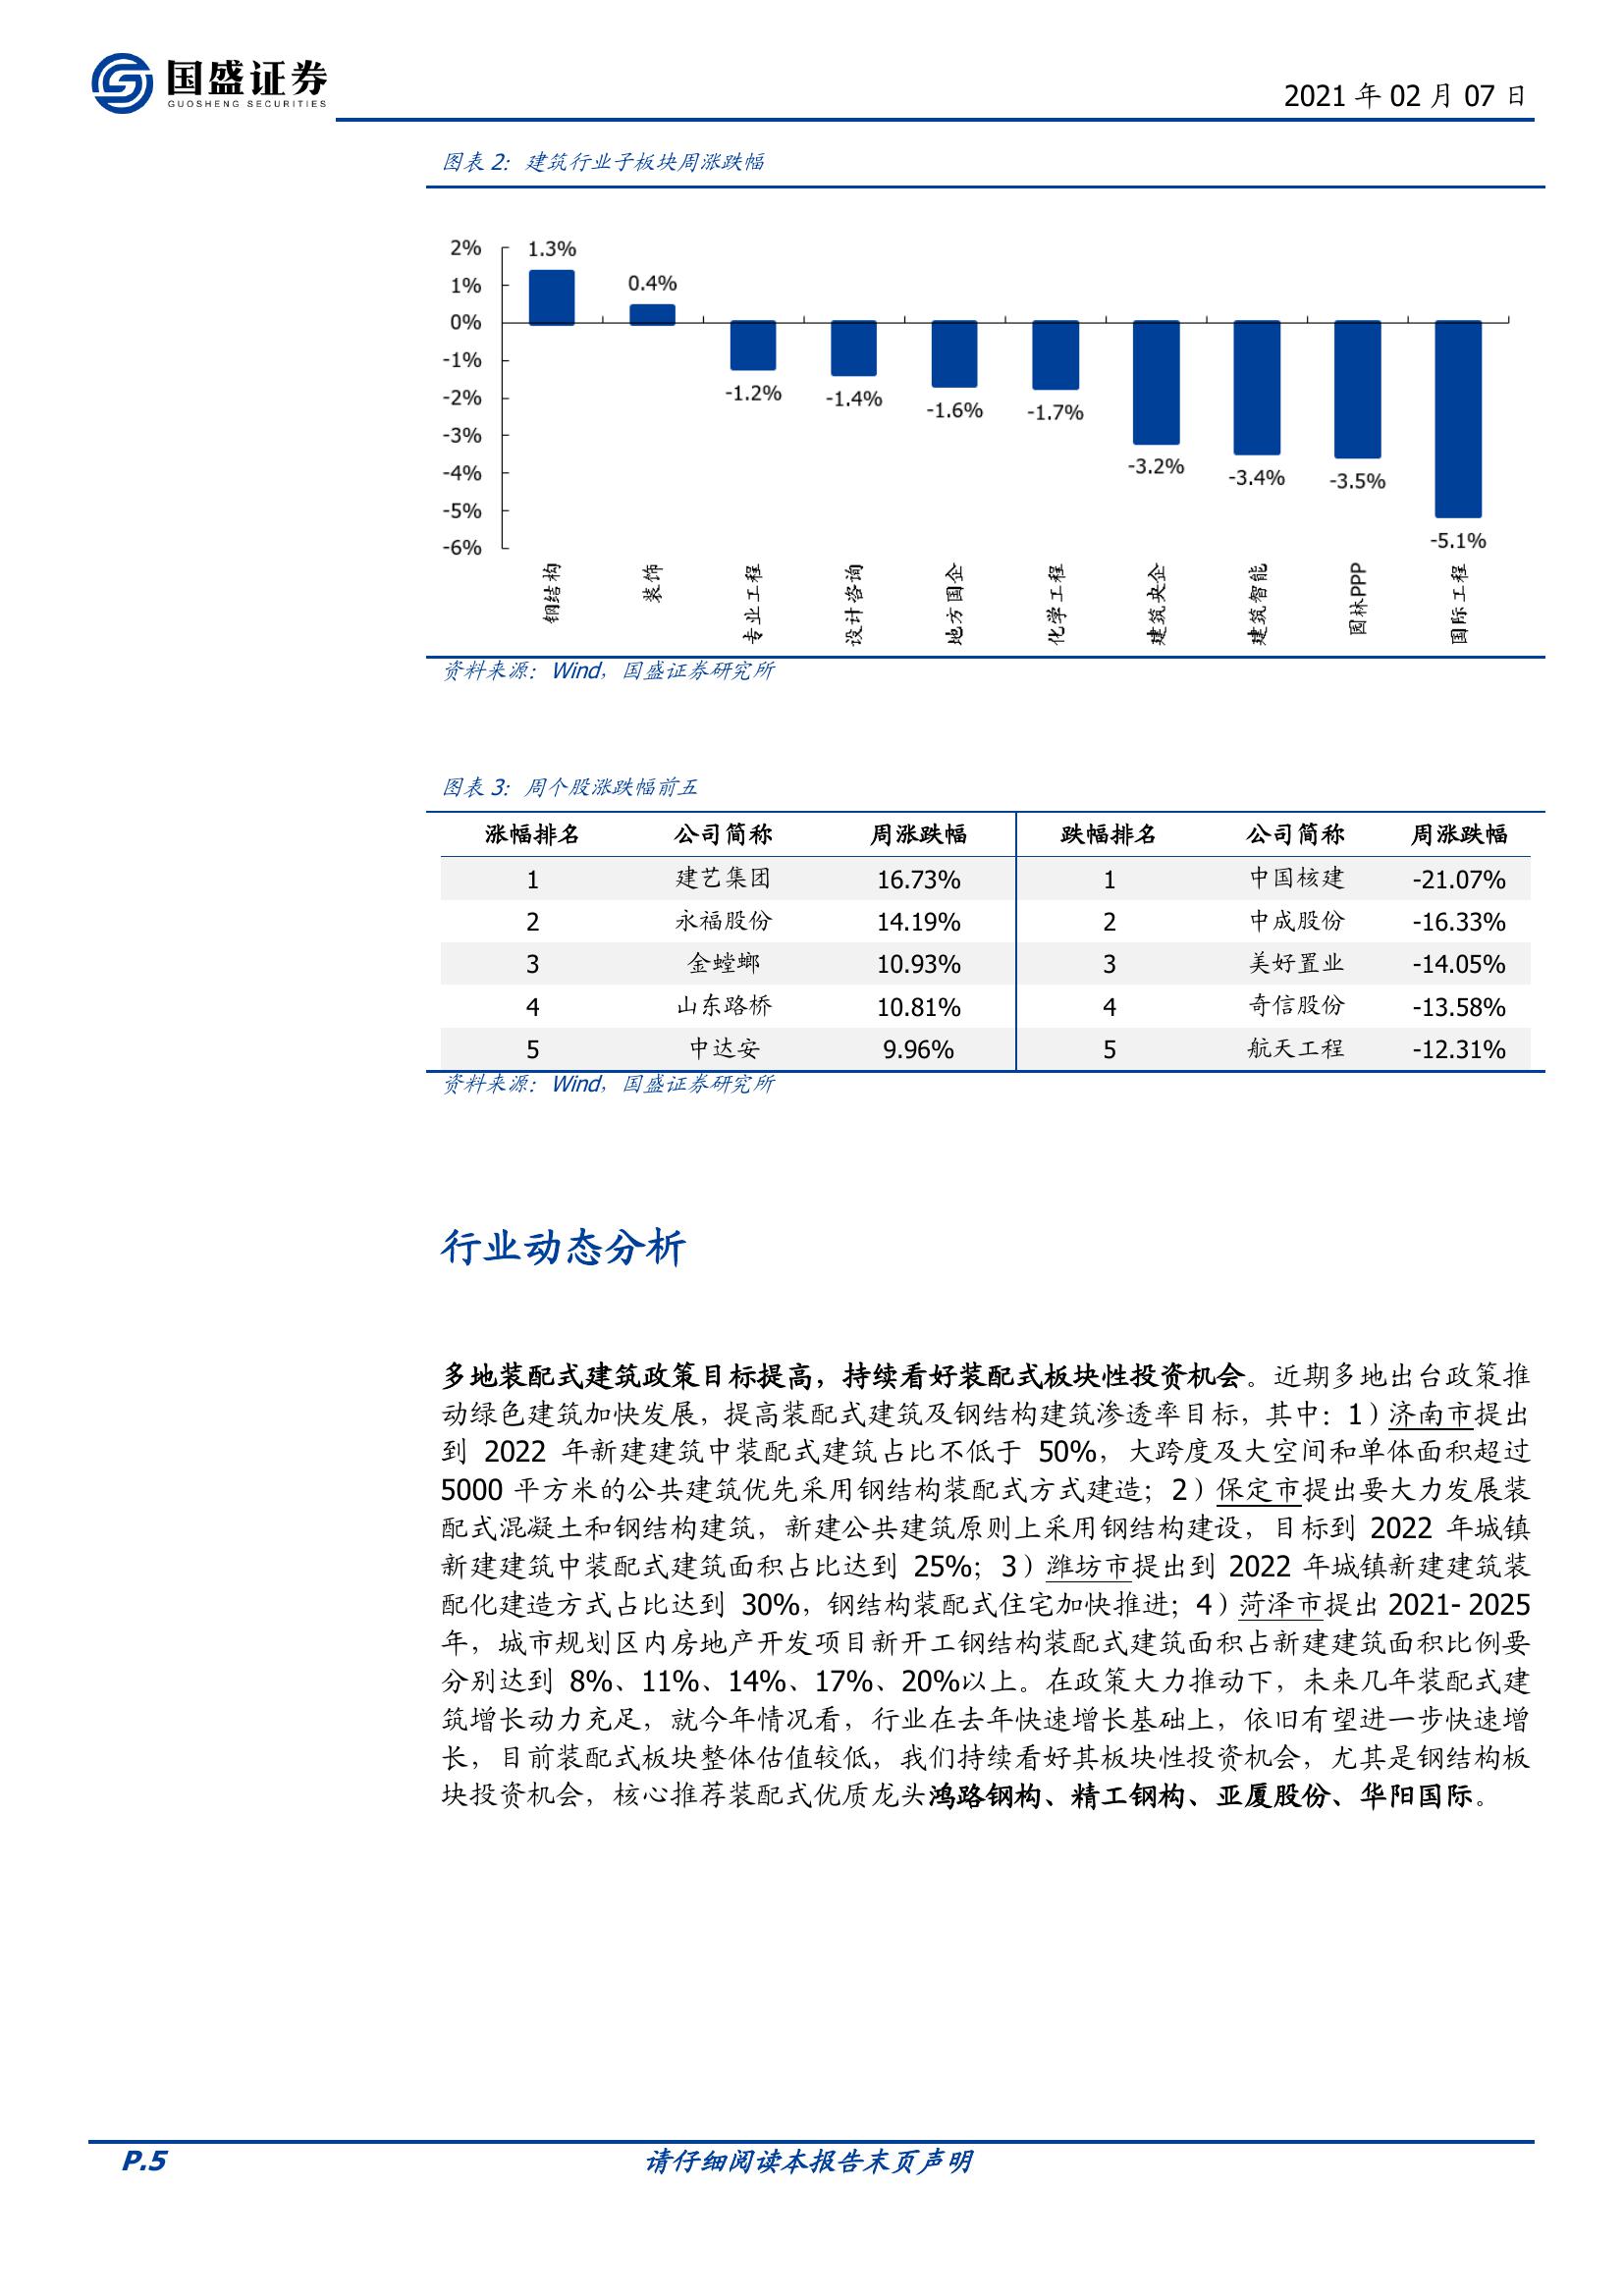 国盛证券
GUOSHENG SECURITIES
2021 年 02 月 07 日
图表 2：建筑行业子板块周涨跌幅
2%
1%
0%
-1%
-2%
-3%
-4%
-5%
-6%
1.3%
0.4%
-1.2%
-1.4%
-1.6%
-1.7%
-3.2%
-3.4%
-3.5%
-5.1%
钢结构
装饰
专业工程
设计咨询
地方国企
化学工程
建筑央企
建筑智能
园林PPP
国际工程
资料来源：Wind，国盛证券研究所
图表 3：周个股涨跌幅前五
涨幅排名 公司简称 周涨跌幅 跌幅排名 公司简称 周涨跌幅
1 建艺集团 16.73% 1 中国核建 -21.07%
2 永福股份 14.19% 2 中成股份 -16.33%
3 金螳螂 10.93% 3 美好置业 -14.05%
4 山东路桥 10.81% 4 奇信股份 -13.58%
5 中达安 9.96% 5 航天工程 -12.31%
资料来源：Wind，国盛证券研究所
行业动态分析
多地装配式建筑政策目标提高，持续看好装配式板块性投资机会。近期多地出台政策推
动绿色建筑加快发展，提高装配式建筑及钢结构建筑渗透率目标，其中：1）济南市提出
到 2022 年新建建筑中装配式建筑占比不低于 50%，大跨度及大空间和单体面积超过
5000 平方米的公共建筑优先采用钢结构装配式方式建造；2）保定市提出要大力发展装
配式混凝土和钢结构建筑，新建公共建筑原则上采用钢结构建设，目标到 2022 年城镇
新建建筑中装配式建筑面积占比达到 25%；3）潍坊市提出到 2022 年城镇新建建筑装
配化建造方式占比达到 30%，钢结构装配式住宅加快推进；4）菏泽市提出 2021- 2025
年，城市规划区内房地产开发项目新开工钢结构装配式建筑面积占新建建筑面积比例要
分别达到 8%、11%、14%、17%、20%以上。在政策大力推动下，未来几年装配式建
筑增长动力充足，就今年情况看，行业在去年快速增长基础上，依旧有望进一步快速增
长，目前装配式板块整体估值较低，我们持续看好其板块性投资机会，尤其是钢结构板
块投资机会，核心推荐装配式优质龙头鸿路钢构、精工钢构、亚厦股份、华阳国际。
P.5
请仔细阅读本报告末页声明